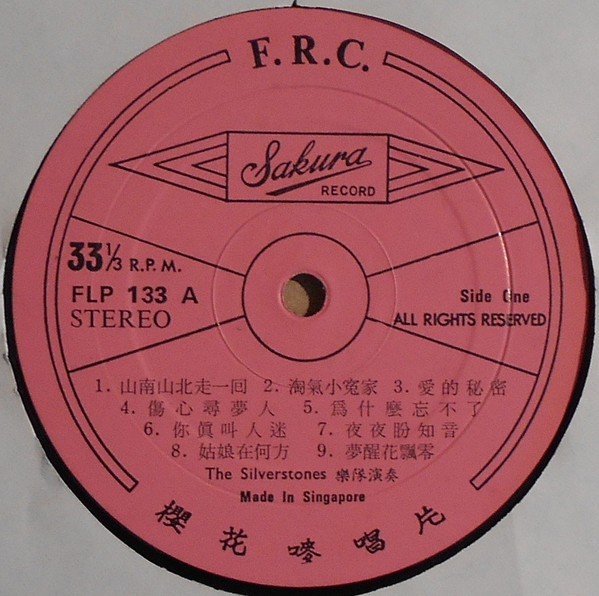 F.R.C.
Sakura
RECORD
33⅓ R.P.M.
FLP 133 A
STEREO
Side One
ALL RIGHTS RESERVED
1. 山南山北走一回 2. 淘氣小寃家 3. 愛的秘密
4. 傷心尋夢人 5. 爲什麼忘不了
6. 你眞叫人迷 7. 夜夜盼知音
8. 姑娘在何方 9. 夢醒花飄零
The Silverstones 樂隊演奏
Made In Singapore
櫻花嘜唱片